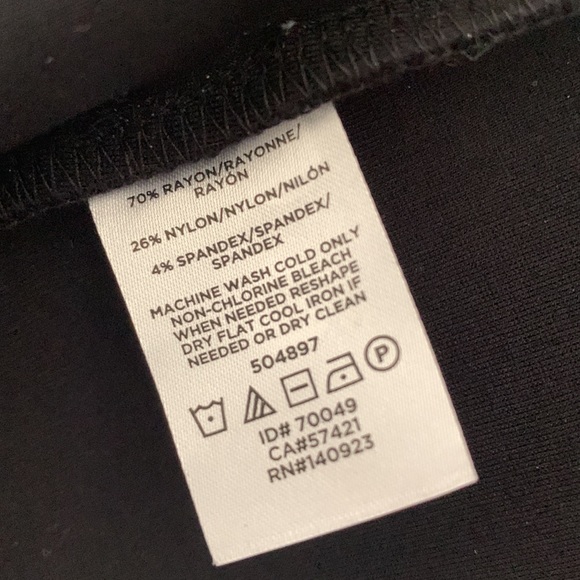 70% RAYON/RAYONNE/
RAYÓN
26% NYLON/NYLON/NILÓN
4% SPANDEX/SPANDEX/
SPANDEX
MACHINE WASH COLD ONLY
NON-CHLORINE BLEACH
WHEN NEEDED RESHAPE
DRY FLAT COOL IRON IF
NEEDED OR DRY CLEAN
504897
P
ID# 70049
CA#57421
RN#140923